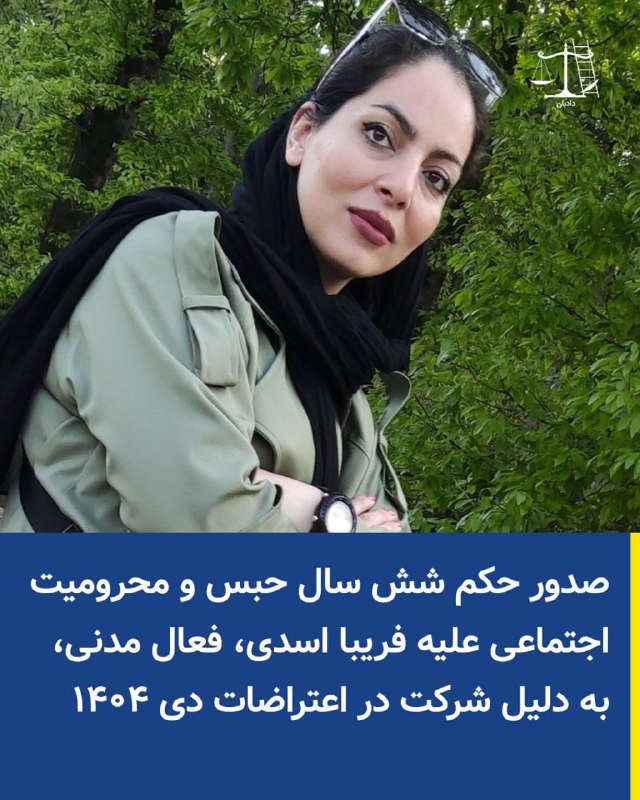 دادبان
صدور حکم شش سال حبس و محرومیت
اجتماعی علیه فریبا اسدی، فعال مدنی،
به دلیل شرکت در اعتراضات دی ۱۴۰۴